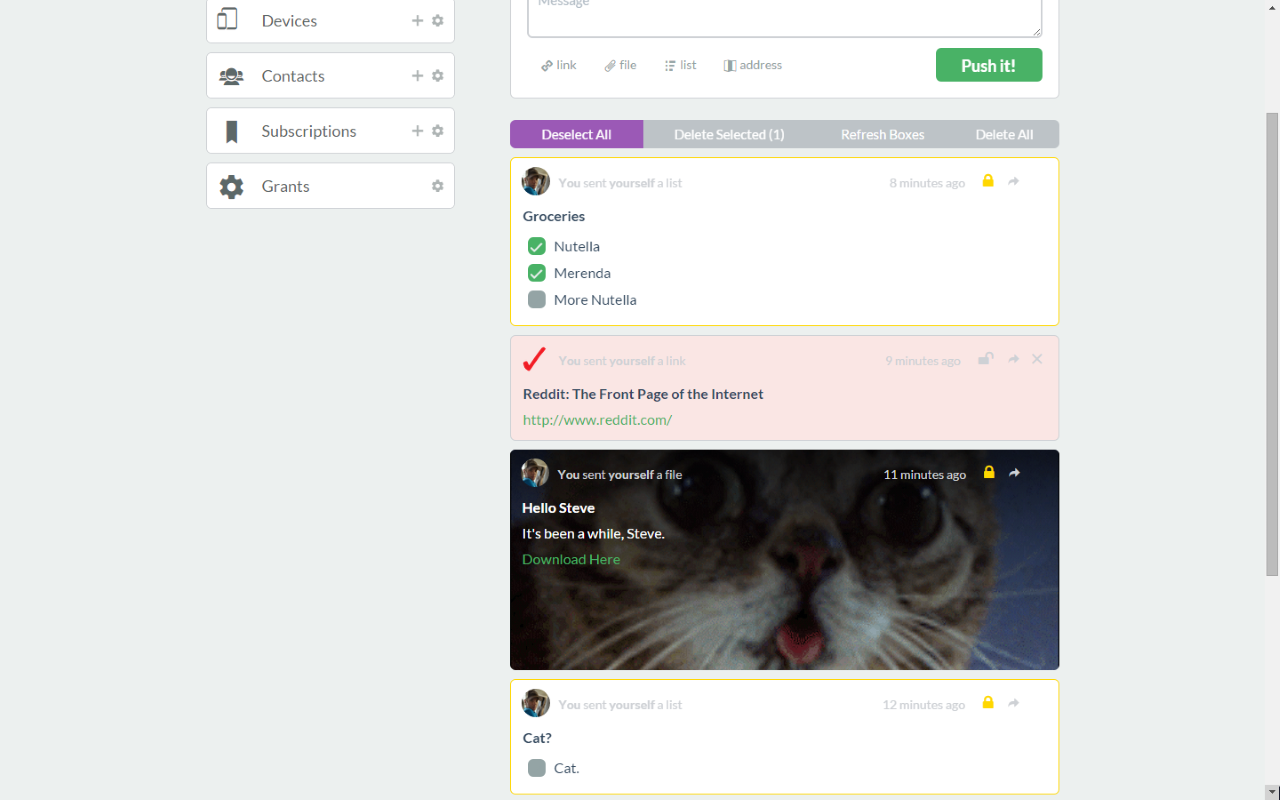 Devices
Contacts
Subscriptions
Grants
Message
link file list address
Push it!
Deselect All Delete Selected (1) Refresh Boxes Delete All
You sent yourself a list 8 minutes ago
Groceries
Nutella
Merenda
More Nutella
You sent yourself a link 9 minutes ago
Reddit: The Front Page of the Internet
http://www.reddit.com/
You sent yourself a file 11 minutes ago
Hello Steve
It's been a while, Steve.
Download Here
You sent yourself a list 12 minutes ago
Cat?
Cat.